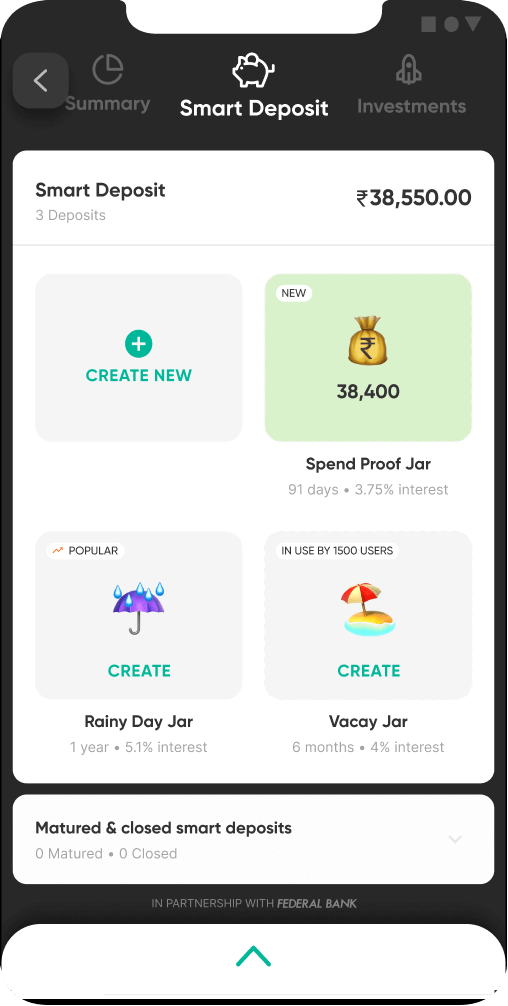 Summary
Smart Deposit
Investments
Smart Deposit
₹38,550.00
3 Deposits
CREATE NEW
NEW
₹
38,400
Spend Proof Jar
91 days • 3.75% interest
POPULAR
CREATE
Rainy Day Jar
1 year • 5.1% interest
IN USE BY 1500 USERS
CREATE
Vacay Jar
6 months • 4% interest
Matured & closed smart deposits
0 Matured • 0 Closed
IN PARTNERSHIP WITH FEDERAL BANK